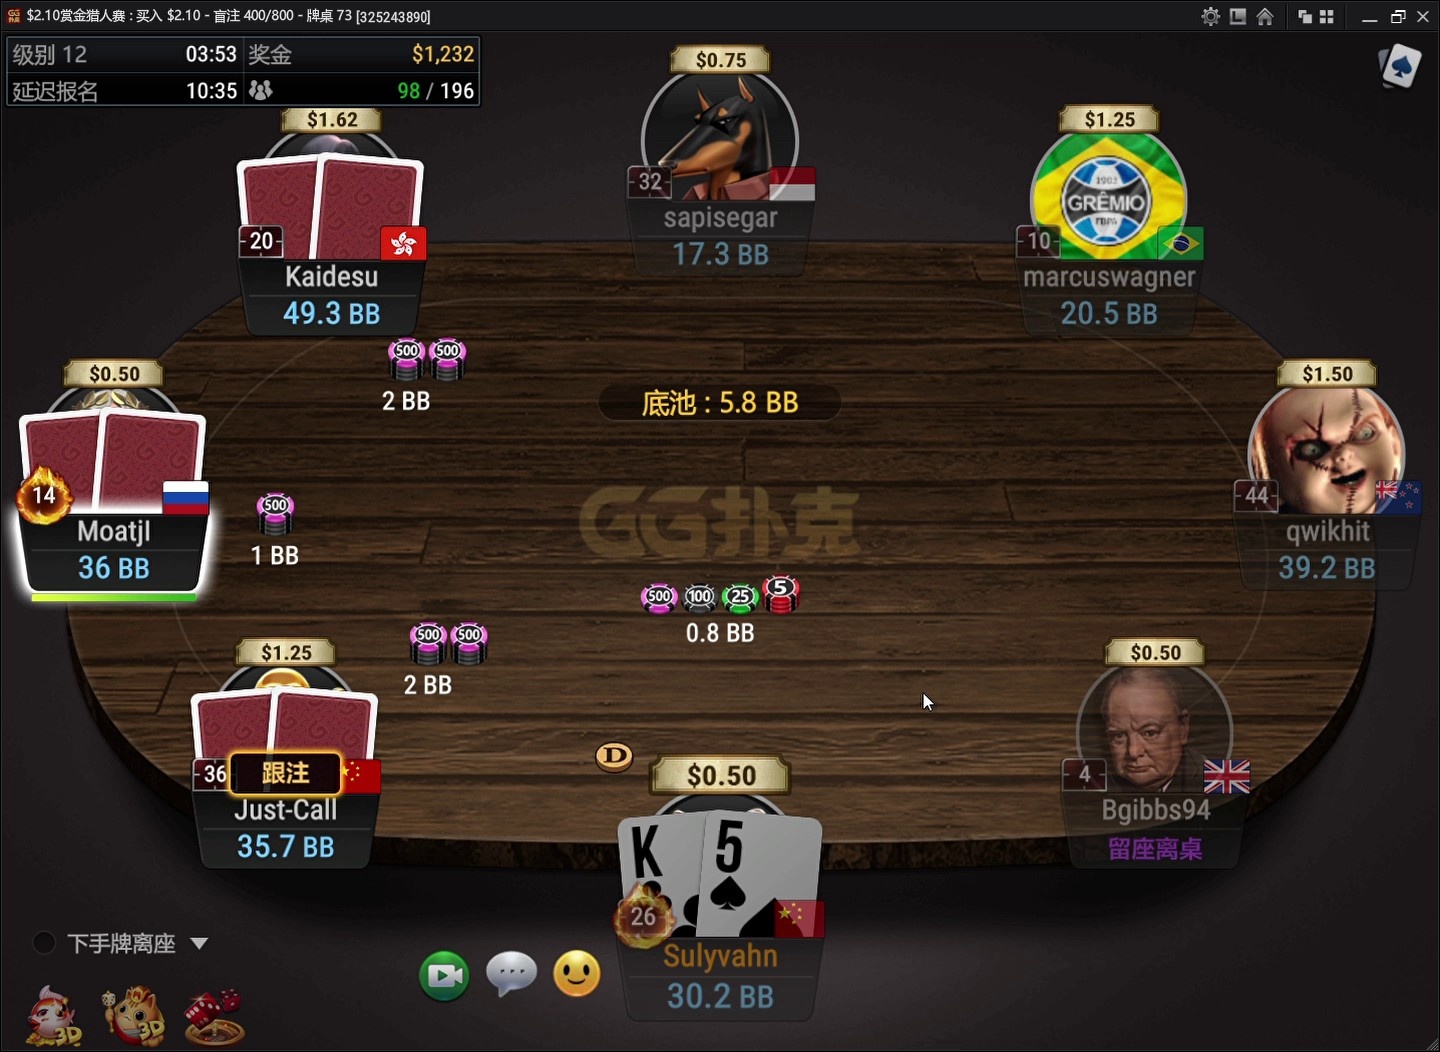 $2.10赏金猎人赛 : 买入 $2.10 - 盲注 400/800 - 牌桌 73 [325243890]
级别 12 03:53 奖金 $1,232
延迟报名 10:35 98 / 196
$0.75
32
sapisegar
17.3 BB
$1.62
20
Kaidesu
49.3 BB
500 500
2 BB
$1.25
1903
GRÊMIO
FBPA
10
marcuswagner
20.5 BB
底池 : 5.8 BB
$0.50
14
Moatjl
36 BB
500
1 BB
$1.50
44
qwikhit
39.2 BB
GG扑克
500 100 25 5
0.8 BB
$1.25
36
跟注
Just-Call
35.7 BB
500 500
2 BB
D
$0.50
K 5
26
Sulyvahn
30.2 BB
$0.50
4
Bgibbs94
留座离桌
下手牌离座
3D
3D